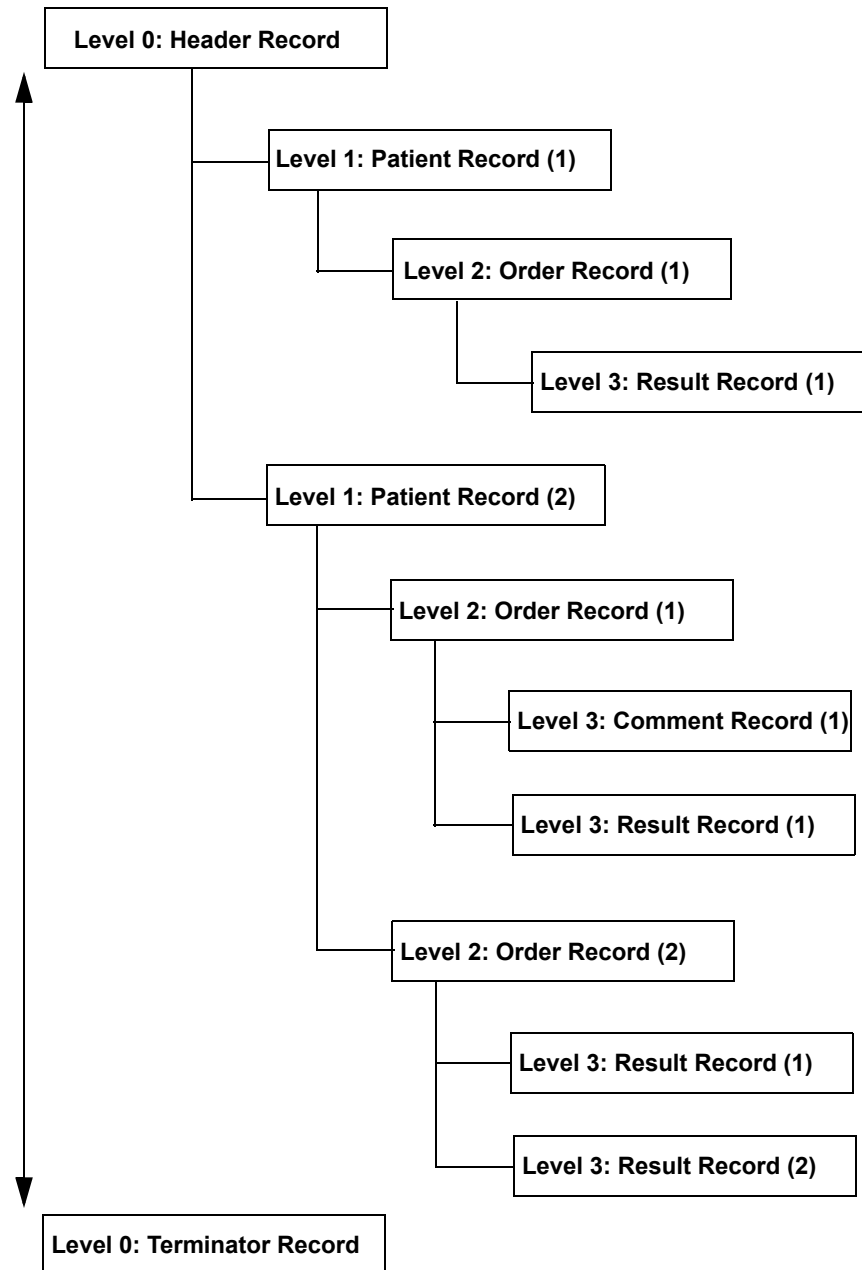 Level 0: Header Record
Level 1: Patient Record (1)
Level 2: Order Record (1)
Level 3: Result Record (1)
Level 1: Patient Record (2)
Level 2: Order Record (1)
Level 3: Comment Record (1)
Level 3: Result Record (1)
Level 2: Order Record (2)
Level 3: Result Record (1)
Level 3: Result Record (2)
Level 0: Terminator Record